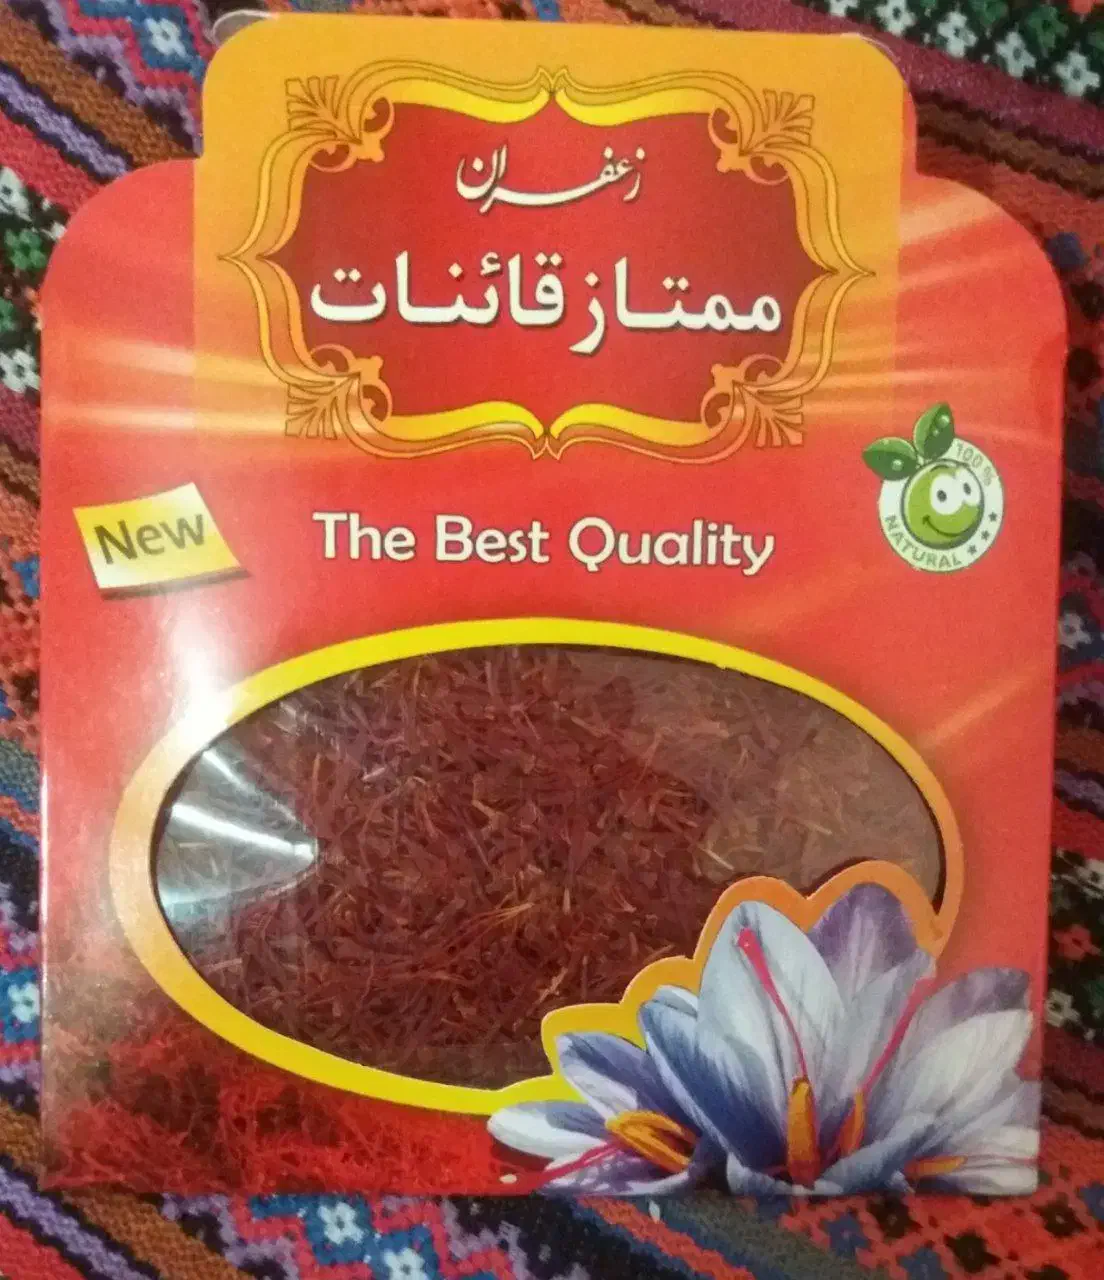 زعفران
ممتاز قائنات
New
The Best Quality
100 %
NATURAL